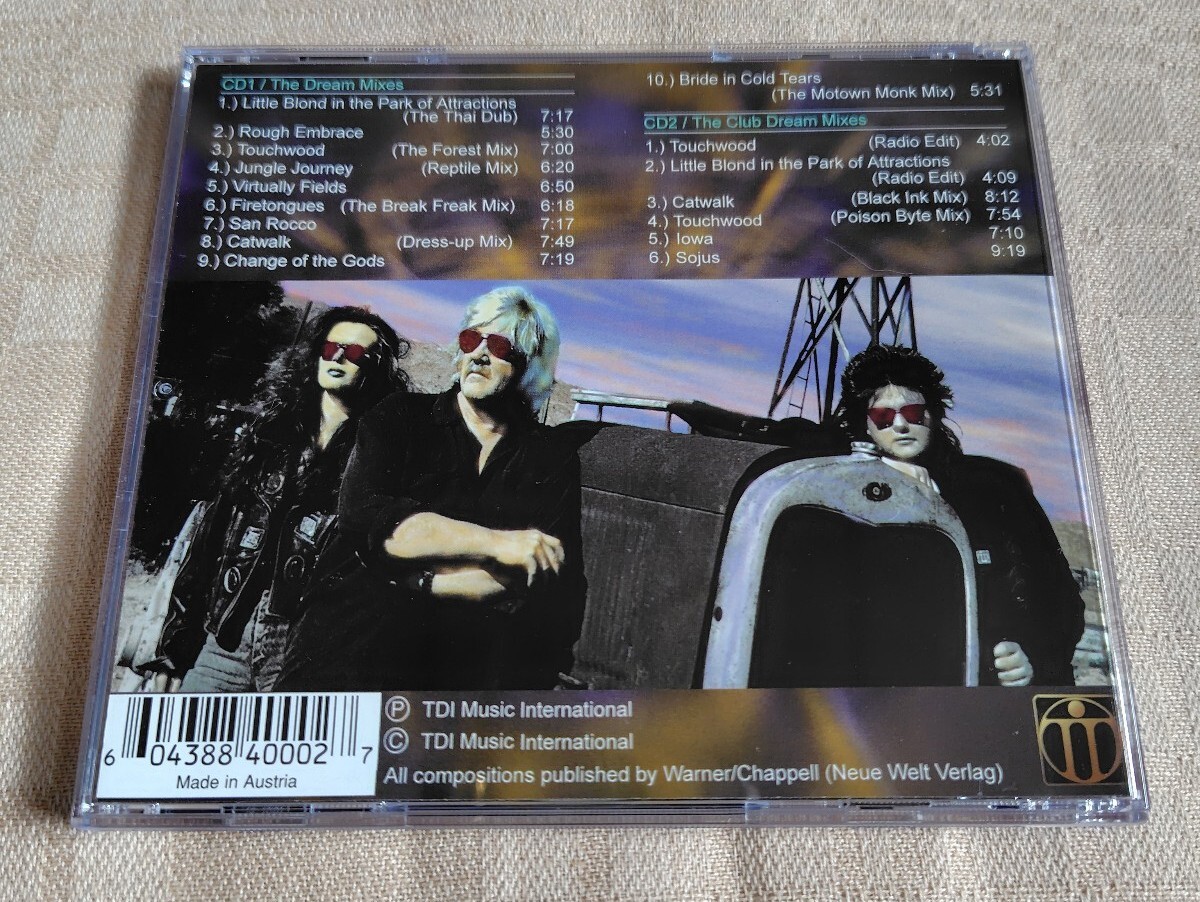 CD1 / The Dream Mixes
1.) Little Blond in the Park of Attractions
(The Thai Dub) 7:17
2.) Rough Embrace 5:30
3.) Touchwood (The Forest Mix) 7:00
4.) Jungle Journey (Reptile Mix) 6:20
5.) Virtually Fields 6:50
6.) Firetongues (The Break Freak Mix) 6:18
7.) San Rocco 7:17
8.) Catwalk (Dress-up Mix) 7:49
9.) Change of the Gods 7:19
10.) Bride in Cold Tears
(The Motown Monk Mix) 5:31
CD2 / The Club Dream Mixes
1.) Touchwood (Radio Edit) 4:02
2.) Little Blond in the Park of Attractions
(Radio Edit) 4:09
3.) Catwalk (Black Ink Mix) 8:12
4.) Touchwood (Poison Byte Mix) 7:54
5.) Iowa 7:10
6.) Sojus 9:19
6 04388 40002 7
Made in Austria
Ⓟ TDI Music International
© TDI Music International
All compositions published by Warner/Chappell (Neue Welt Verlag)